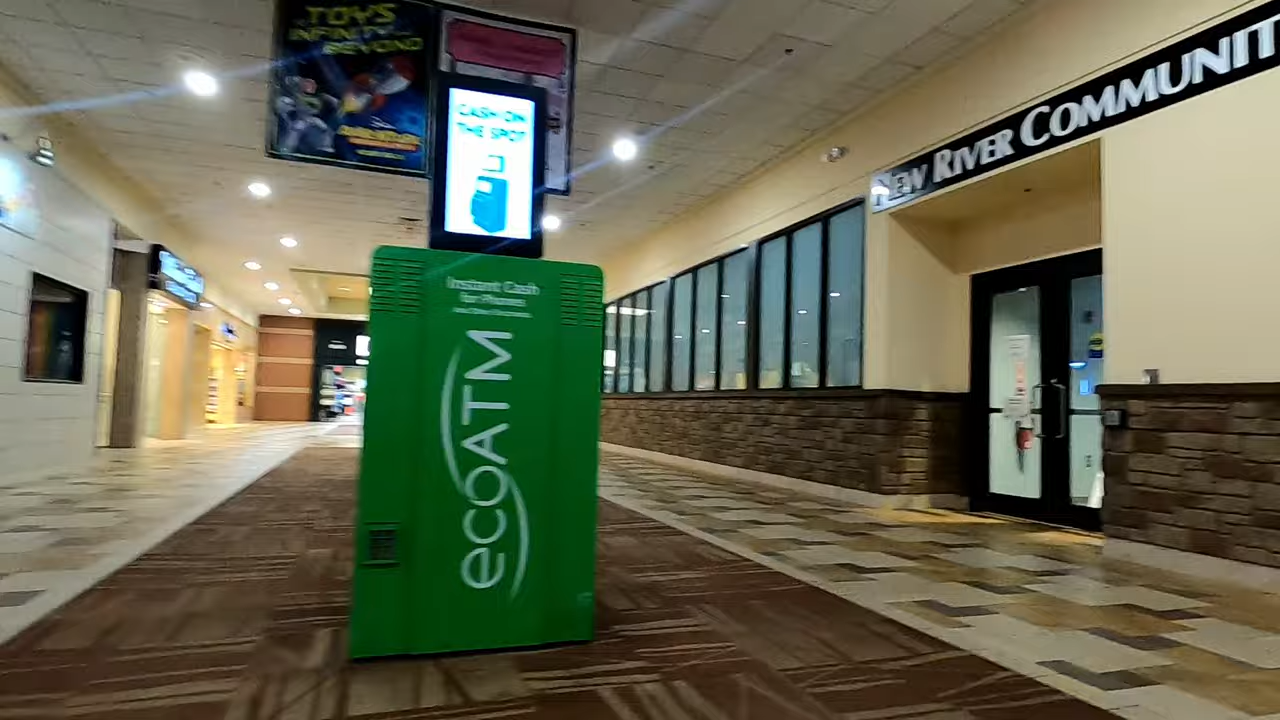 TOYS
INFINITY
BEYOND
CASH ON
THE SPOT
Instant Cash
for Phones
ecoATM
NEW RIVER COMMUNIT